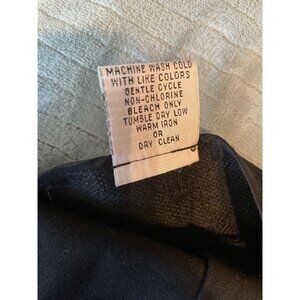 MACHINE WASH COLD
WITH LIKE COLORS
GENTLE CYCLE
NON-CHLORINE
BLEACH ONLY
TUMBLE DRY LOW
WARM IRON
OR
DRY CLEAN